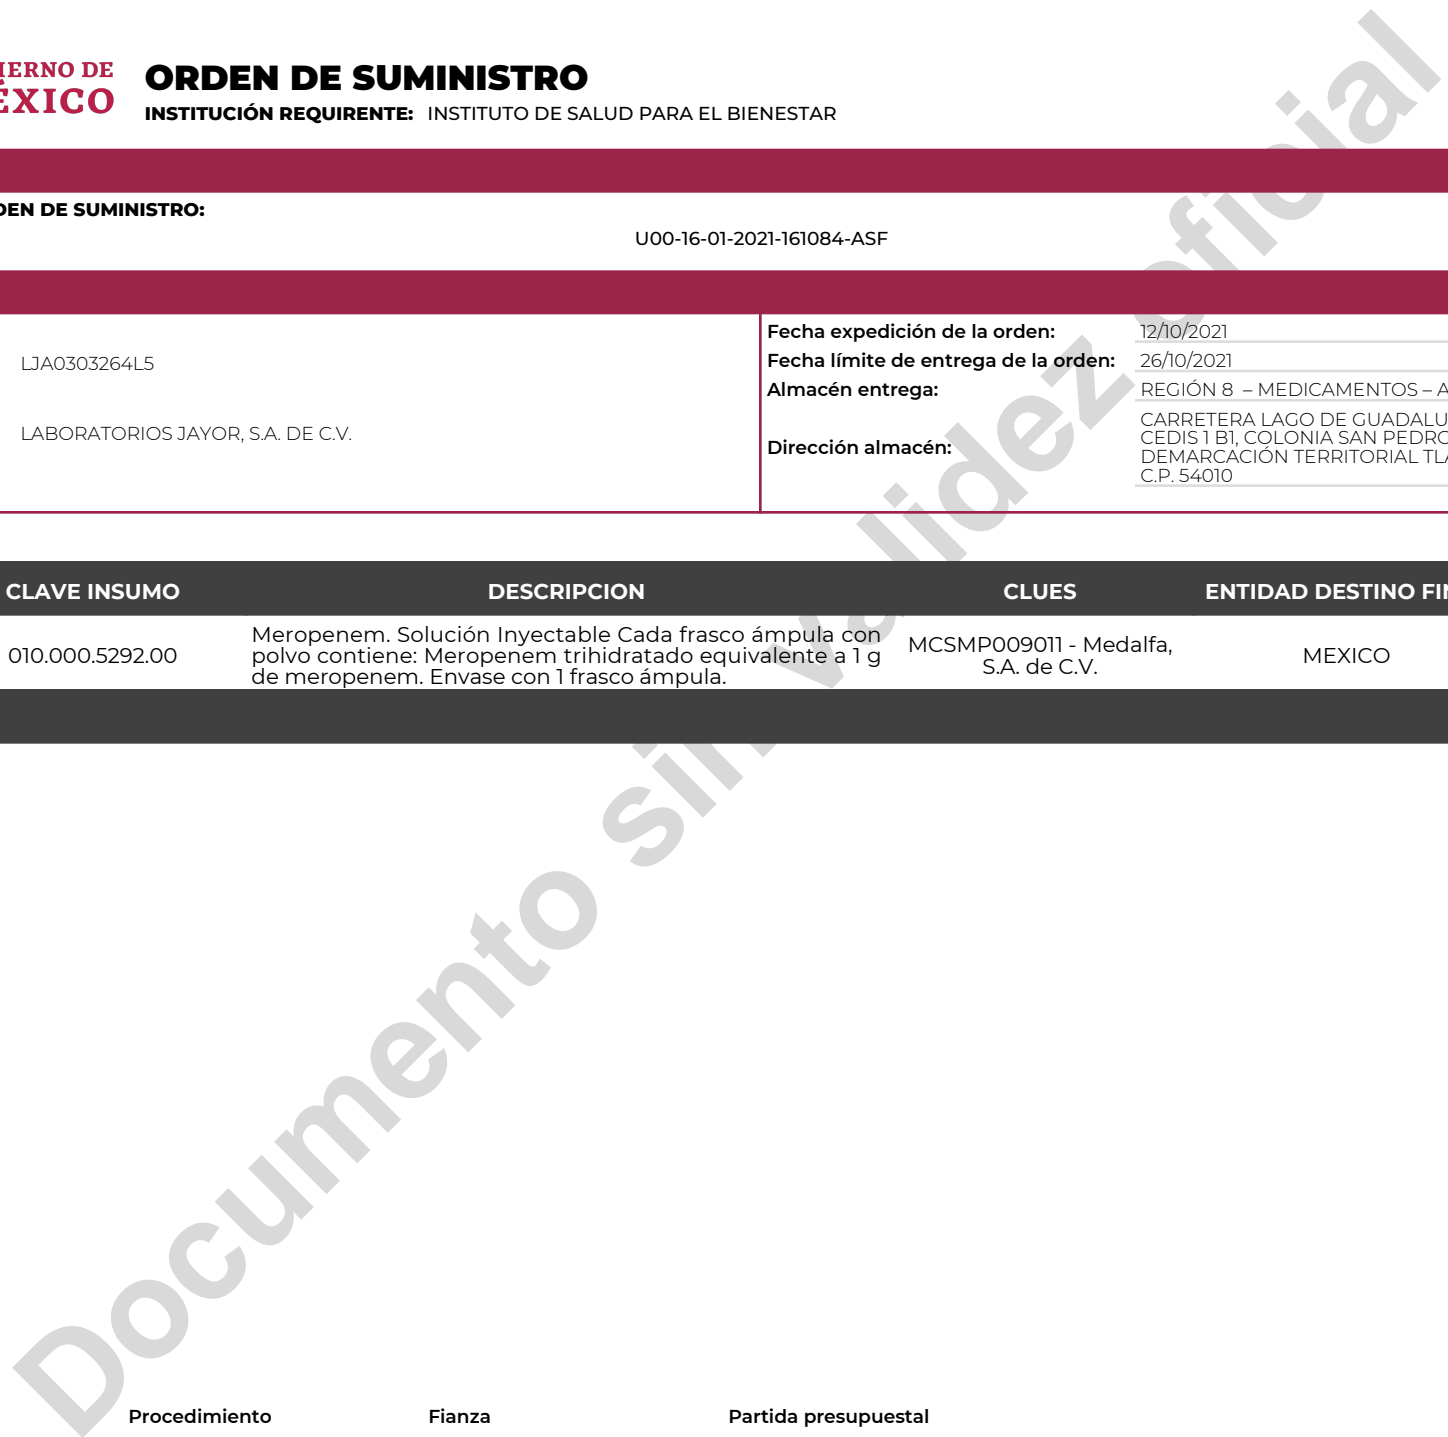 IERNO DE
ÉXICO
ORDEN DE SUMINISTRO
INSTITUCIÓN REQUIRENTE: INSTITUTO DE SALUD PARA EL BIENESTAR
DEN DE SUMINISTRO:
U00-16-01-2021-161084-ASF
LJA0303264L5
LABORATORIOS JAYOR, S.A. DE C.V.
Fecha expedición de la orden: 12/10/2021
Fecha límite de entrega de la orden: 26/10/2021
Almacén entrega: REGIÓN 8 – MEDICAMENTOS – A
Dirección almacén:
CARRETERA LAGO DE GUADALU
CEDIS 1 B1, COLONIA SAN PEDRO
DEMARCACIÓN TERRITORIAL TLA
C.P. 54010
CLAVE INSUMO DESCRIPCION CLUES ENTIDAD DESTINO FIN
010.000.5292.00
Meropenem. Solución Inyectable Cada frasco ámpula con
polvo contiene: Meropenem trihidratado equivalente a 1 g
de meropenem. Envase con 1 frasco ámpula.
MCSMP009011 - Medalfa,
S.A. de C.V.
MEXICO
Documento sin validez oficial
Procedimiento Fianza Partida presupuestal